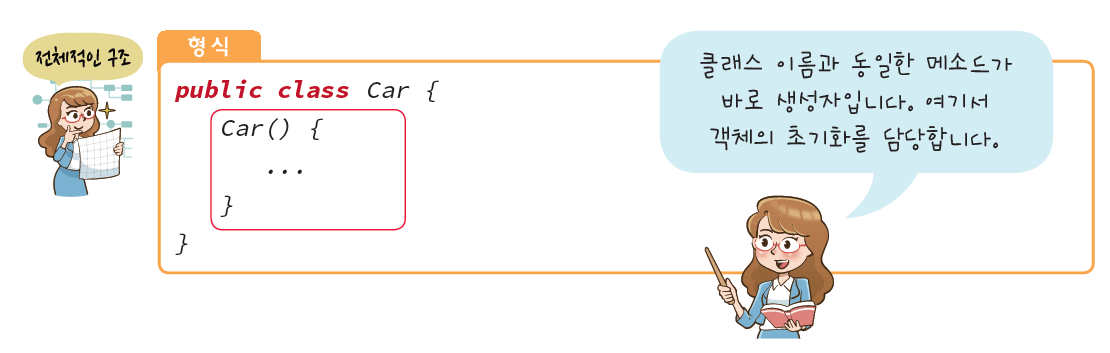 전체적인 구조
형식
public class Car {
Car() {
...
}
}
클래스 이름과 동일한 메소드가
바로 생성자입니다. 여기서
객체의 초기화를 담당합니다.